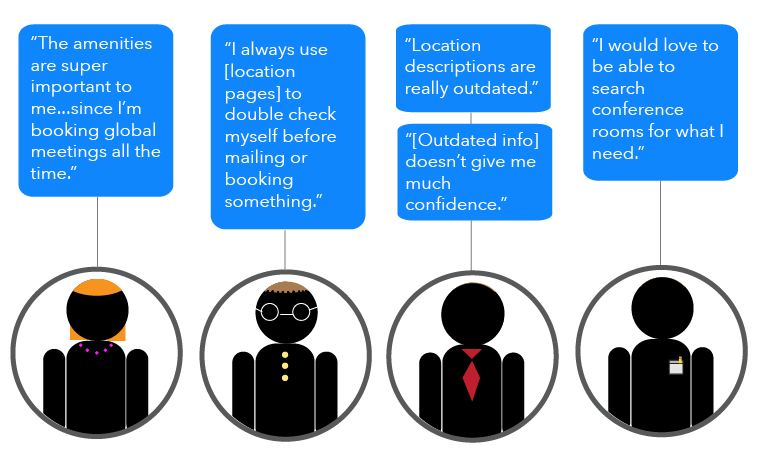 “The amenities
are super
important to
me...since I’m
booking global
meetings all the
time.”
“I always use
[location
pages] to
double check
myself before
mailing or
booking
something.”
“Location
descriptions are
really outdated.”
“[Outdated info]
doesn’t give me
much
confidence.”
“I would love to
be able to
search
conference
rooms for what I
need.”